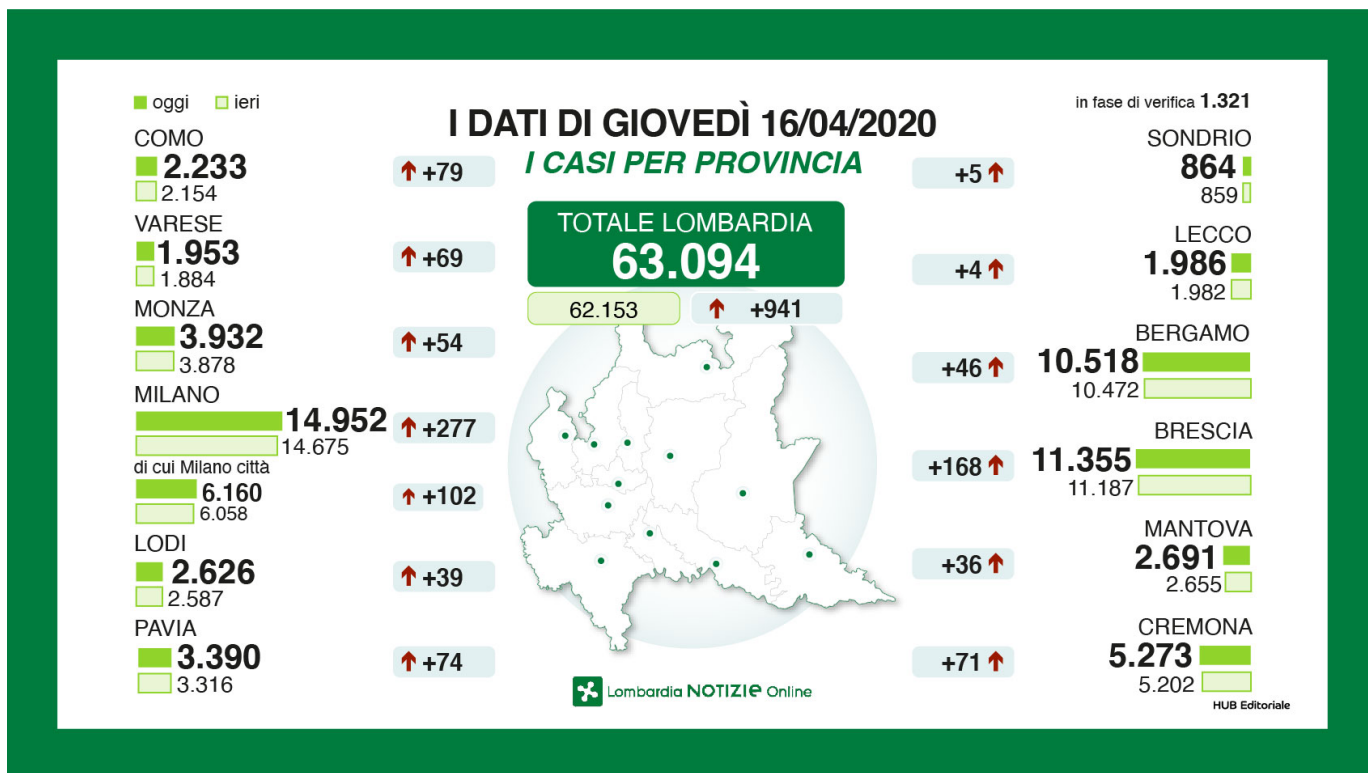 oggi ieri
I DATI DI GIOVEDÌ 16/04/2020
I CASI PER PROVINCIA
in fase di verifica 1.321
TOTALE LOMBARDIA
63.094
62.153
+941
COMO
2.233
2.154
+79
VARESE
1.953
1.884
+69
MONZA
3.932
3.878
+54
MILANO
14.952
14.675
+277
di cui Milano città
6.160
6.058
+102
LODI
2.626
2.587
+39
PAVIA
3.390
3.316
+74
SONDRIO
+5
864
859
LECCO
+4
1.986
1.982
BERGAMO
+46
10.518
10.472
BRESCIA
+168
11.355
11.187
MANTOVA
+36
2.691
2.655
CREMONA
+71
5.273
5.202
Lombardia NOTIZIE Online
HUB Editoriale